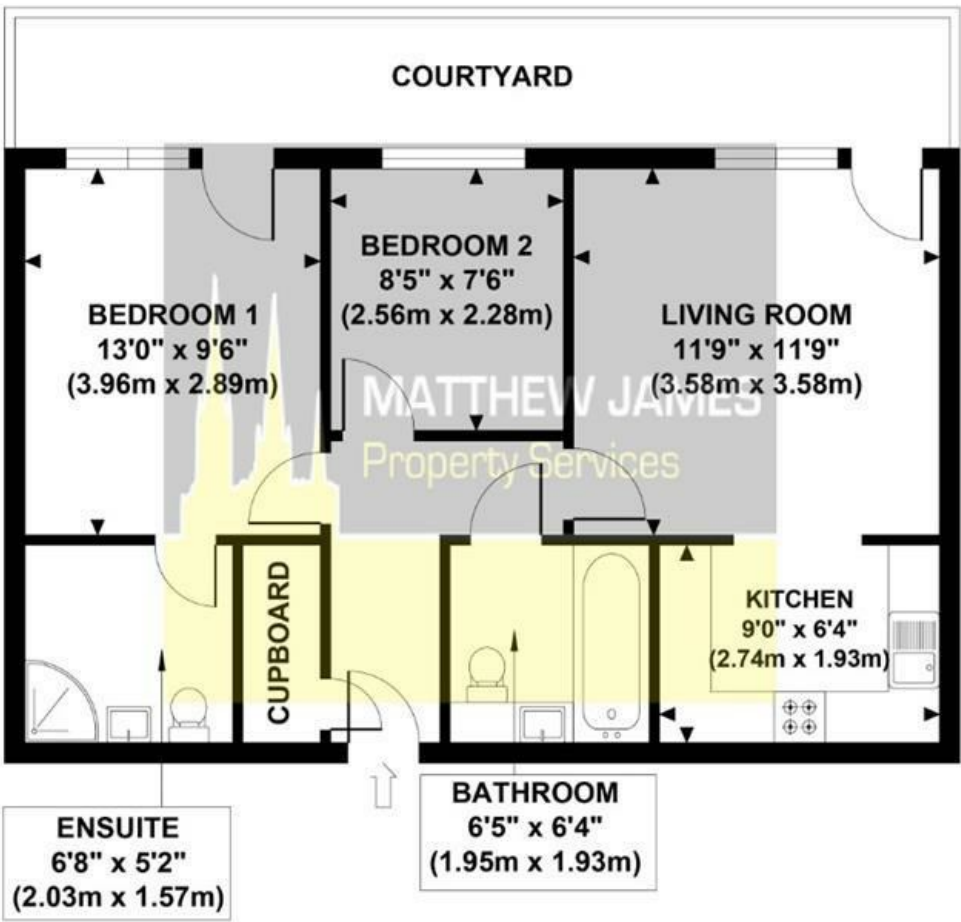 COURTYARD
BEDROOM 1
13'0" x 9'6"
(3.96m x 2.89m)
BEDROOM 2
8'5" x 7'6"
(2.56m x 2.28m)
LIVING ROOM
11'9" x 11'9"
(3.58m x 3.58m)
MATTHEW JAMES
Property Services
CUPBOARD
KITCHEN
9'0" x 6'4"
(2.74m x 1.93m)
ENSUITE
6'8" x 5'2"
(2.03m x 1.57m)
BATHROOM
6'5" x 6'4"
(1.95m x 1.93m)